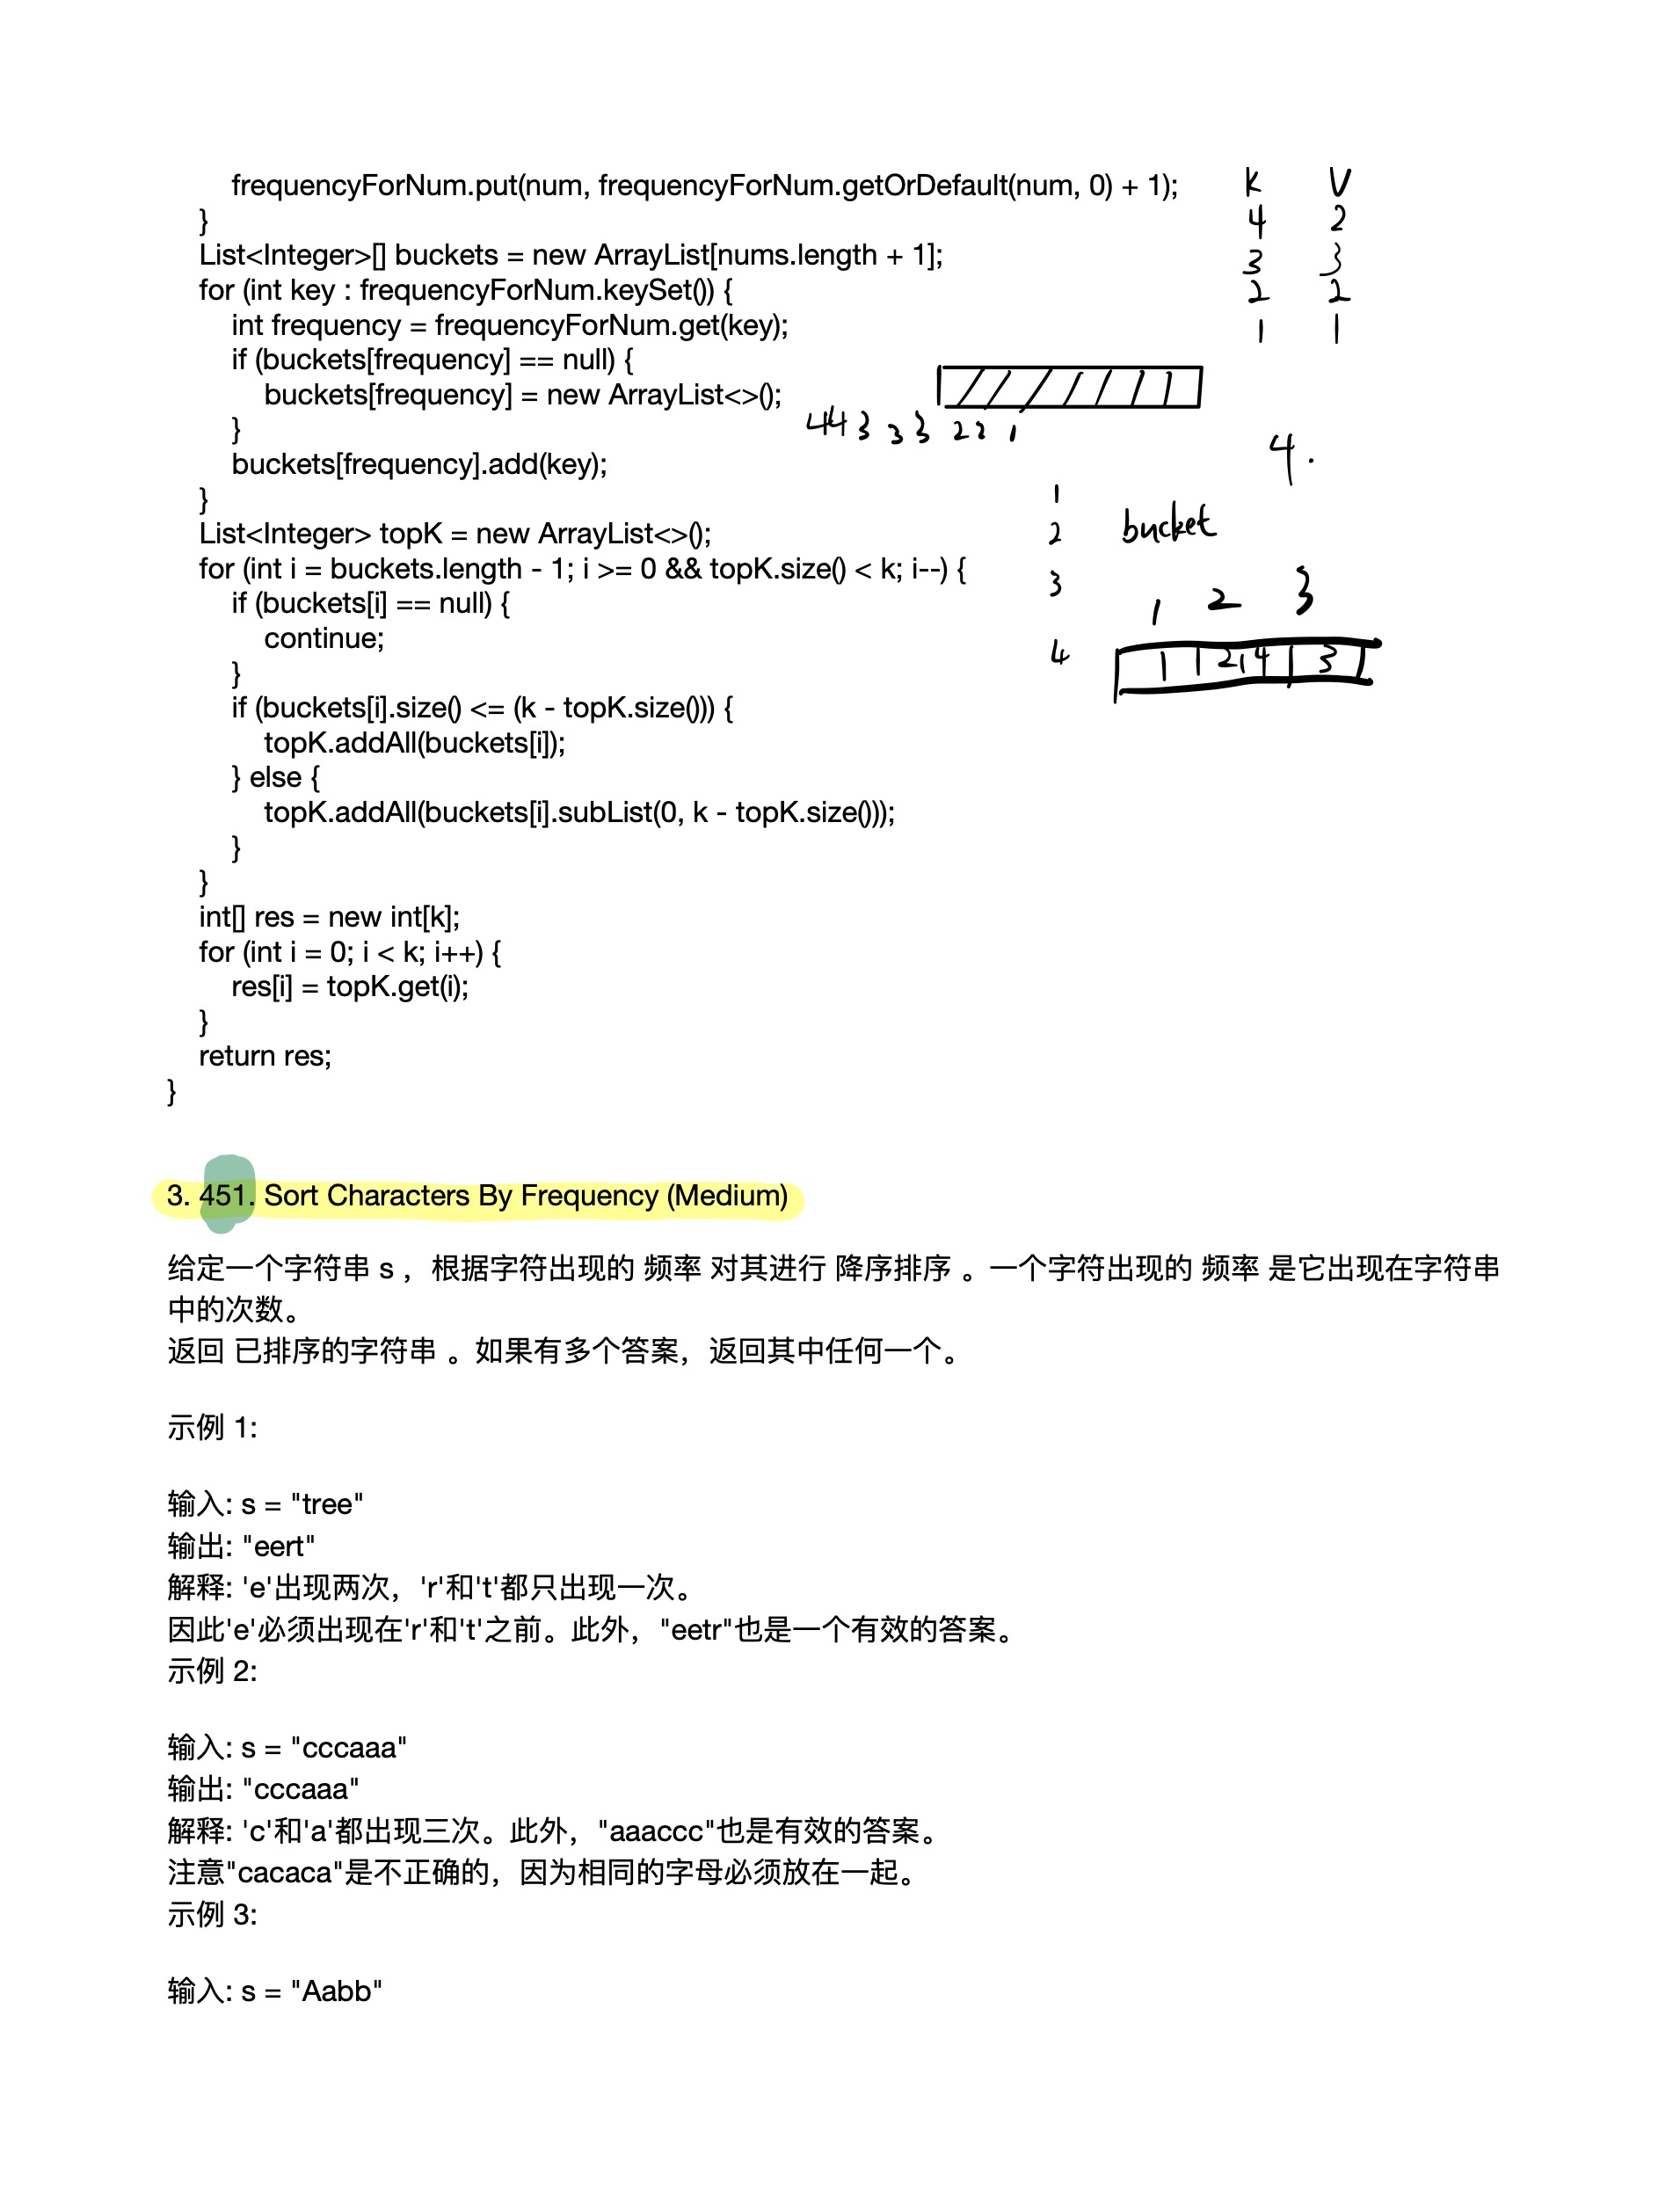 frequencyForNum.put(num, frequencyForNum.getOrDefault(num, 0) + 1);
}
List<Integer>[] buckets = new ArrayList[nums.length + 1];
for (int key : frequencyForNum.keySet()) {
int frequency = frequencyForNum.get(key);
if (buckets[frequency] == null) {
buckets[frequency] = new ArrayList<>();
}
buckets[frequency].add(key);
}
List<Integer> topK = new ArrayList<>();
for (int i = buckets.length - 1; i >= 0 && topK.size() < k; i--) {
if (buckets[i] == null) {
continue;
}
if (buckets[i].size() <= (k - topK.size())) {
topK.addAll(buckets[i]);
} else {
topK.addAll(buckets[i].subList(0, k - topK.size()));
}
}
int[] res = new int[k];
for (int i = 0; i < k; i++) {
res[i] = topK.get(i);
}
return res;
}
K V
4 2
3 3
2 2
1 1
44 3 3 3 2 2 1
4.
1
2
3
4
bucket
1 2 3
1 2,4 3
3. 451. Sort Characters By Frequency (Medium)
给定一个字符串 s ，根据字符出现的 频率 对其进行 降序排序 。一个字符出现的 频率 是它出现在字符串
中的次数。
返回 已排序的字符串 。如果有多个答案，返回其中任何一个。
示例 1:
输入: s = "tree"
输出: "eert"
解释: 'e'出现两次，'r'和't'都只出现一次。
因此'e'必须出现在'r'和't'之前。此外，"eetr"也是一个有效的答案。
示例 2:
输入: s = "cccaaa"
输出: "cccaaa"
解释: 'c'和'a'都出现三次。此外，"aaaccc"也是有效的答案。
注意"cacaca"是不正确的，因为相同的字母必须放在一起。
示例 3:
输入: s = "Aabb"